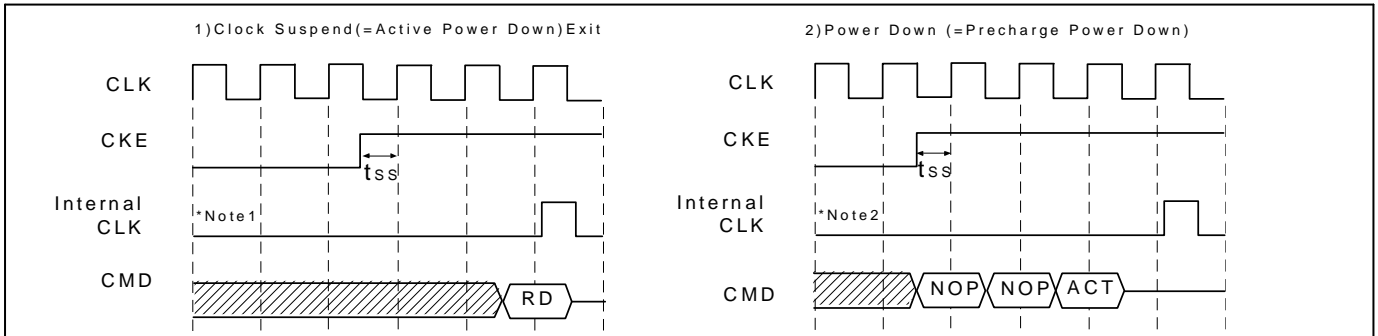 1)Clock Suspend(=Active Power Down)Exit
CLK
CKE
tss
Internal
CLK
*Note1
CMD
RD
2)Power Down (=Precharge Power Down)
CLK
CKE
tss
Internal
CLK
*Note2
CMD
NOP NOP ACT